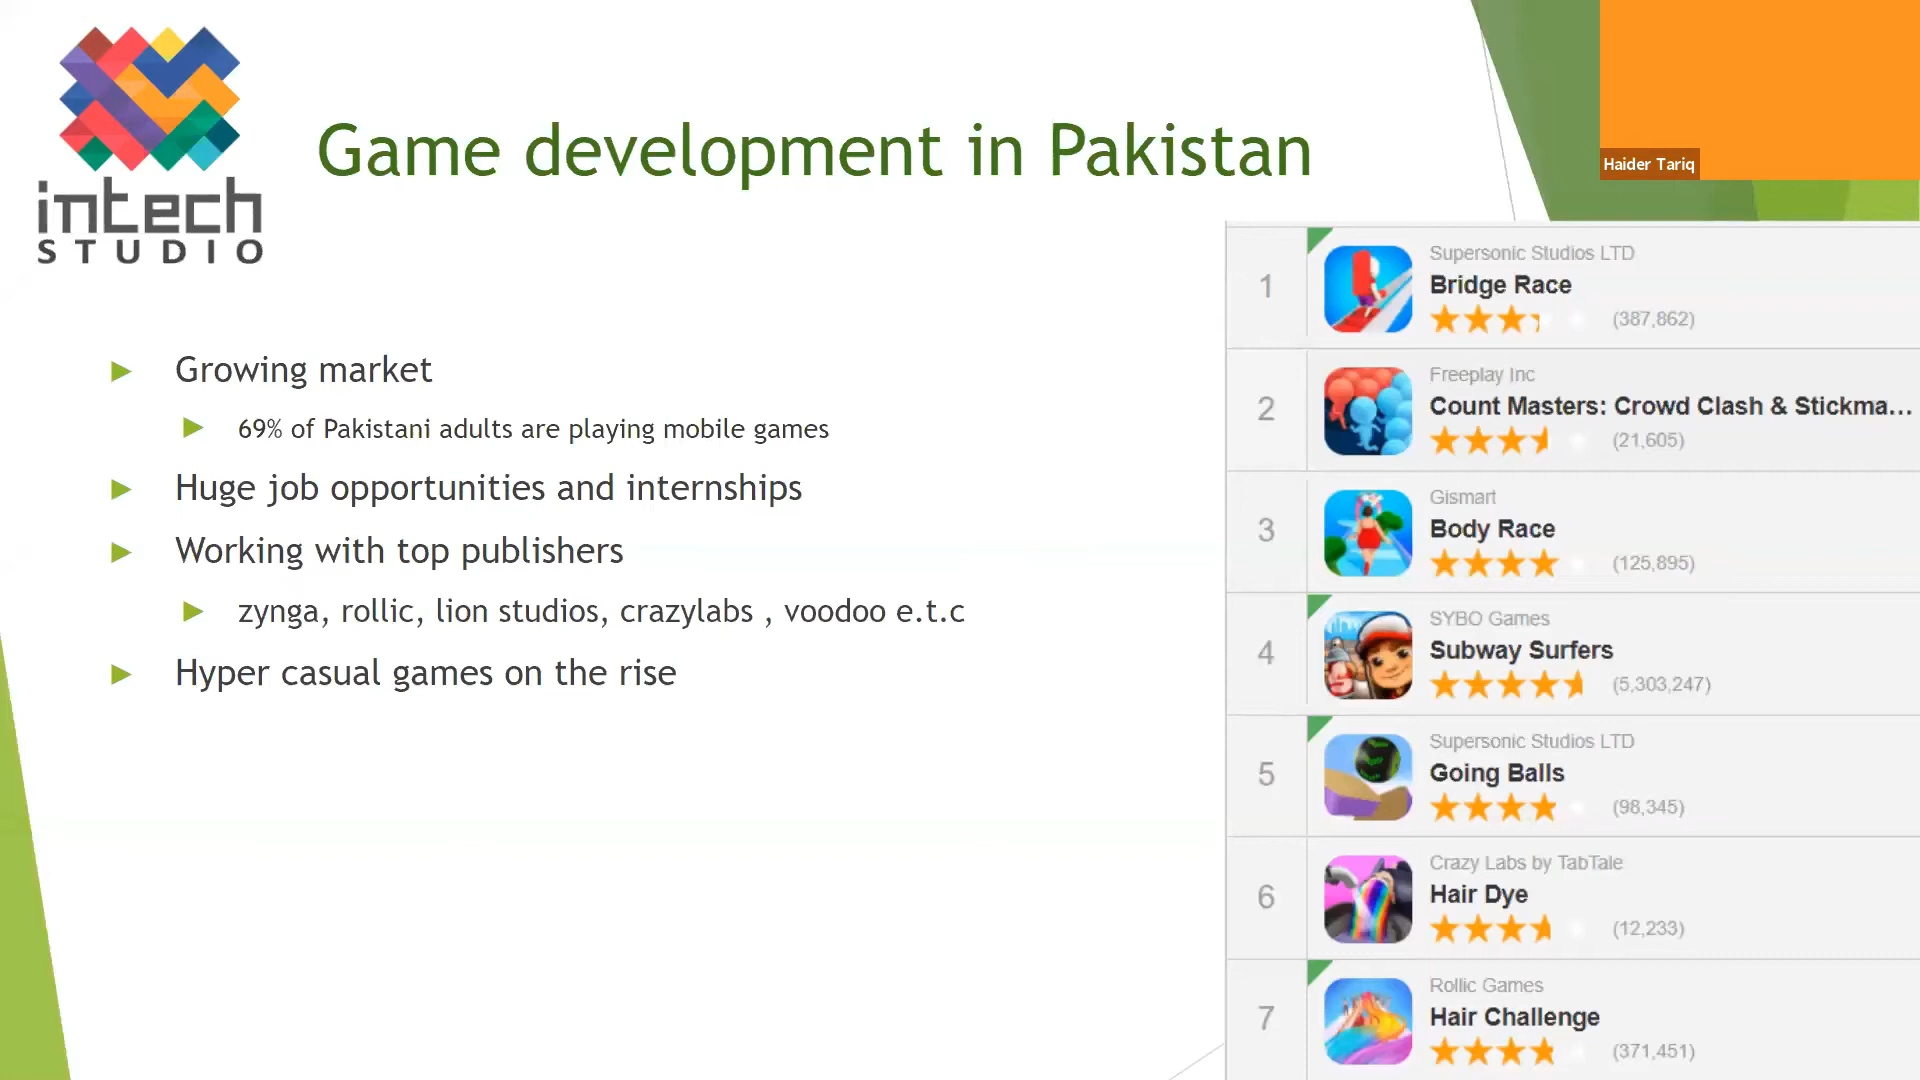 intech
STUDIO
Game development in Pakistan
Haider Tariq
Growing market
69% of Pakistani adults are playing mobile games
Huge job opportunities and internships
Working with top publishers
zynga, rollic, lion studios, crazylabs , voodoo e.t.c
Hyper casual games on the rise
1
Supersonic Studios LTD
Bridge Race
(387,862)
2
Freeplay Inc
Count Masters: Crowd Clash & Stickma...
(21,605)
3
Gismart
Body Race
(125,895)
4
SYBO Games
Subway Surfers
(5,303,247)
5
Supersonic Studios LTD
Going Balls
(98,345)
6
Crazy Labs by TabTale
Hair Dye
(12,233)
7
Rollic Games
Hair Challenge
(371,451)